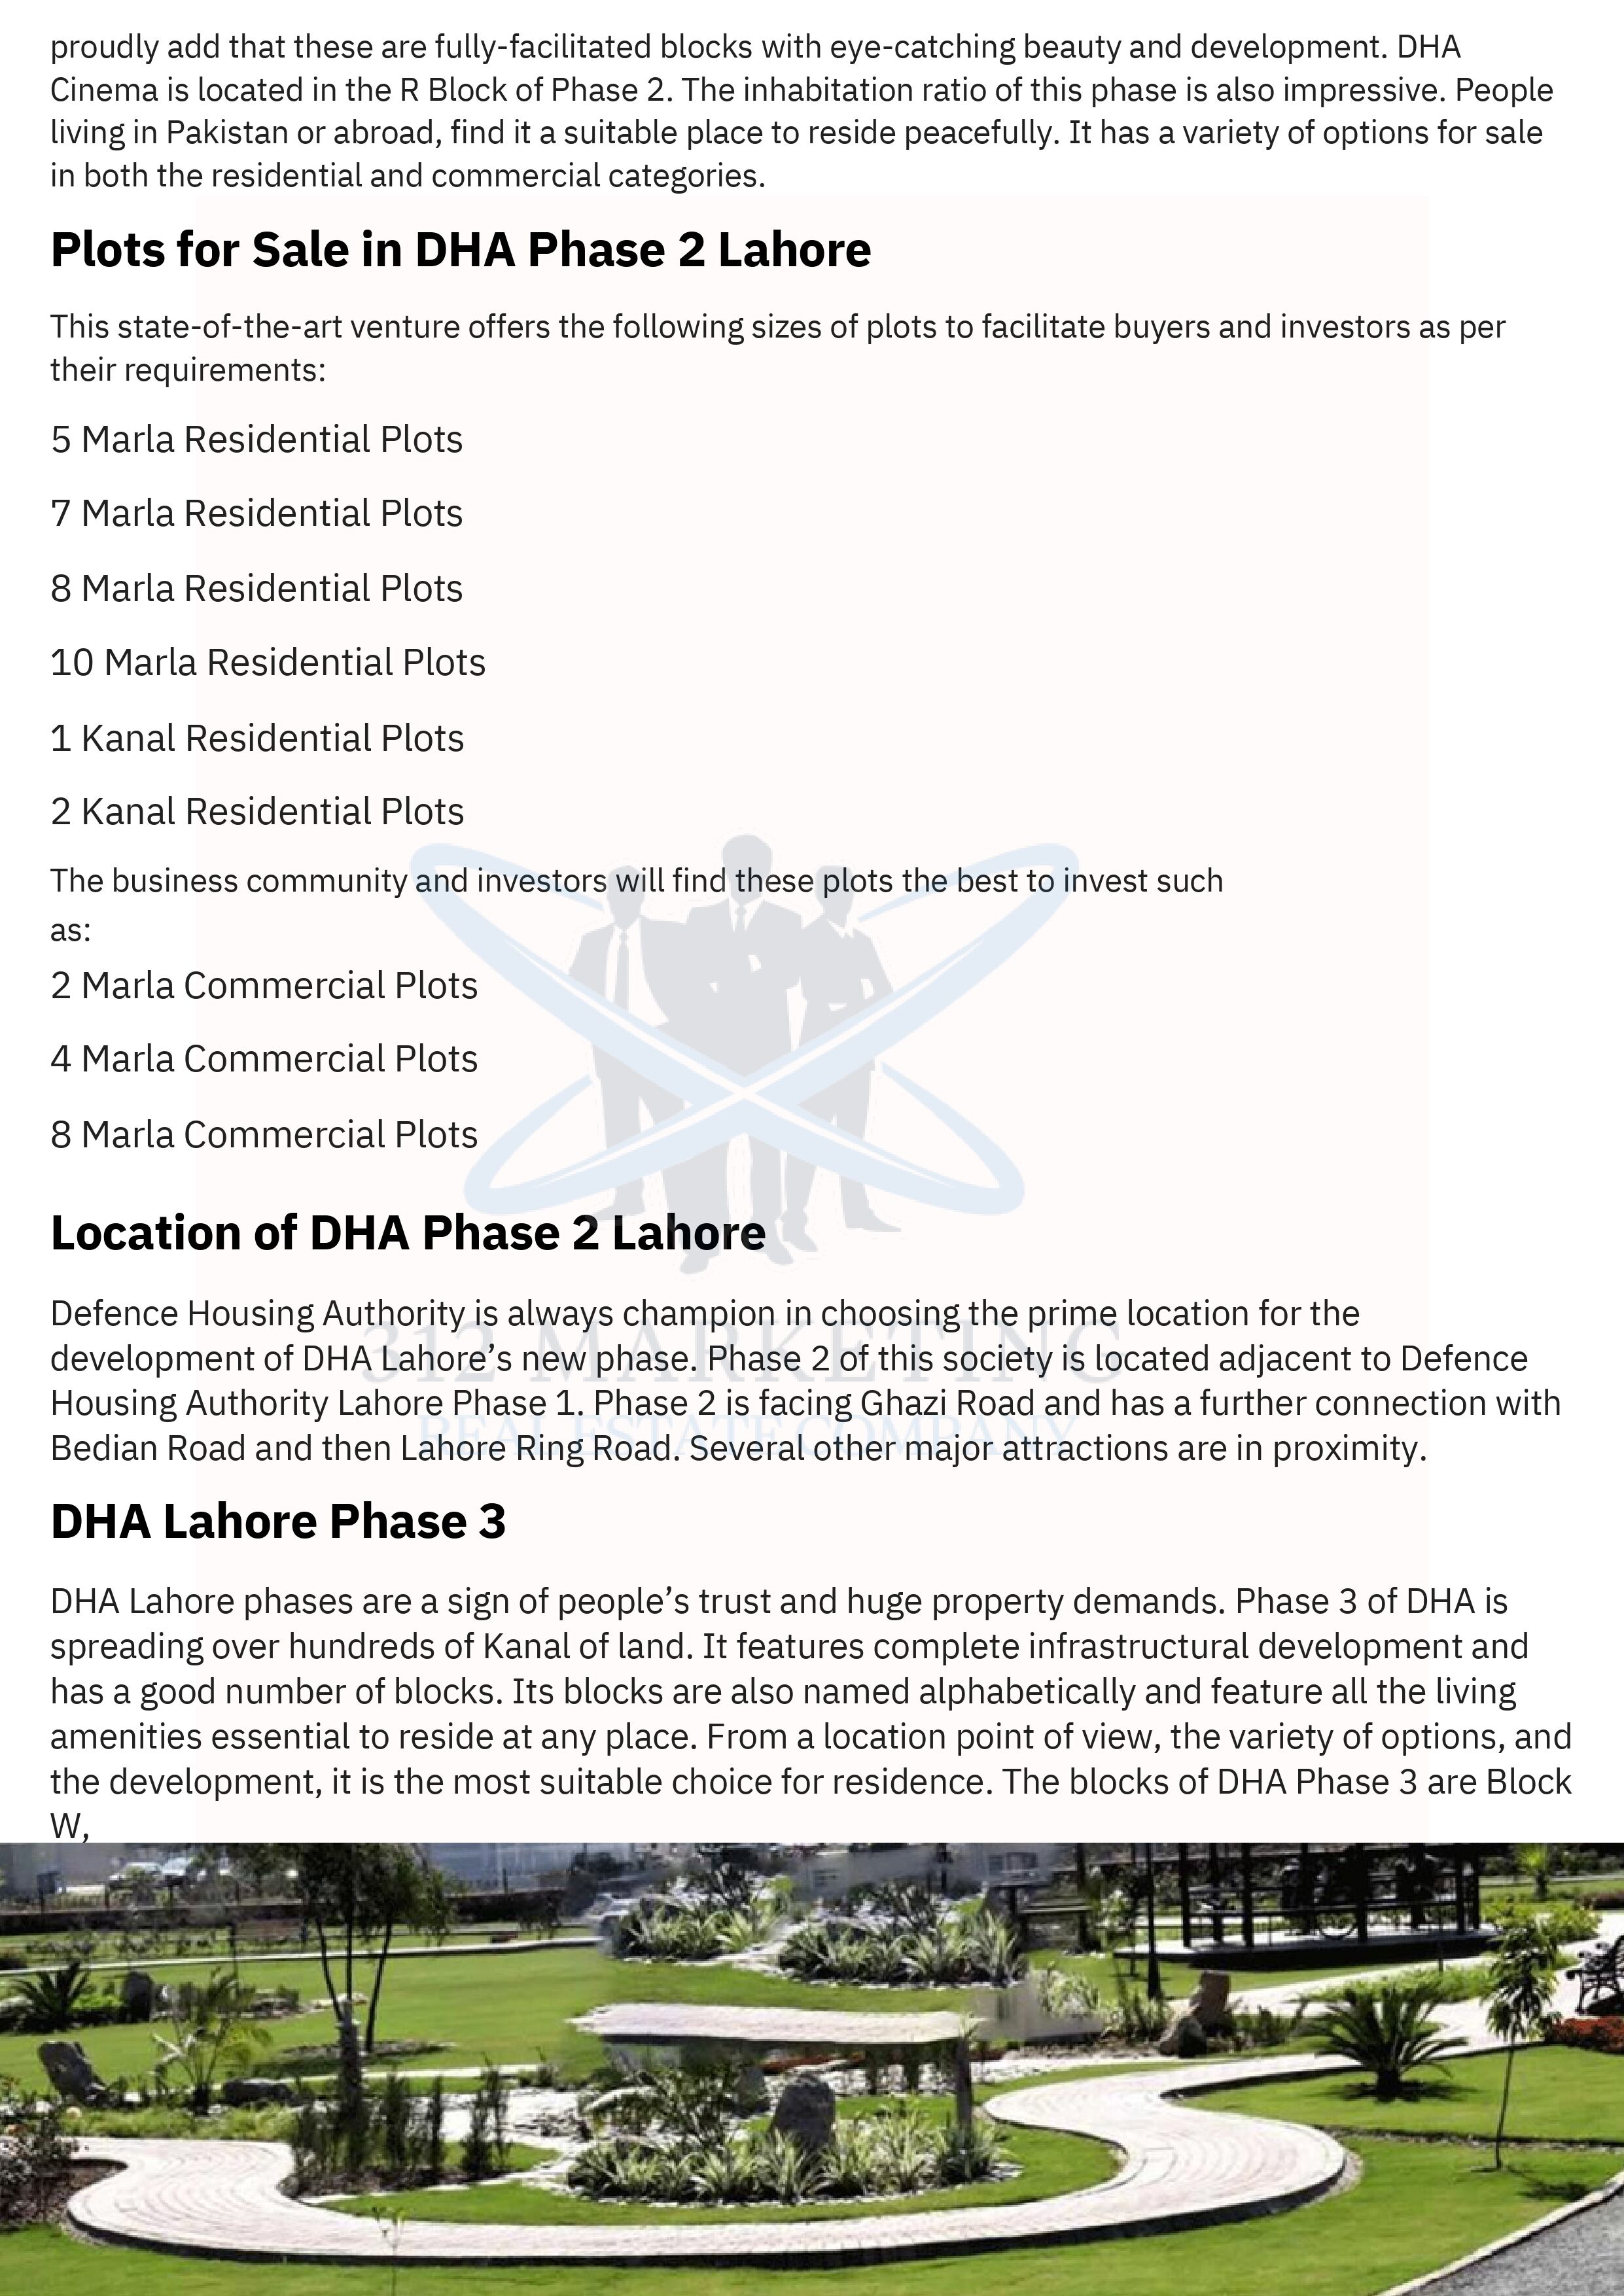 proudly add that these are fully-facilitated blocks with eye-catching beauty and development. DHA
Cinema is located in the R Block of Phase 2. The inhabitation ratio of this phase is also impressive. People
living in Pakistan or abroad, find it a suitable place to reside peacefully. It has a variety of options for sale
in both the residential and commercial categories.
Plots for Sale in DHA Phase 2 Lahore
This state-of-the-art venture offers the following sizes of plots to facilitate buyers and investors as per
their requirements:
5 Marla Residential Plots
7 Marla Residential Plots
8 Marla Residential Plots
10 Marla Residential Plots
1 Kanal Residential Plots
2 Kanal Residential Plots
The business community and investors will find these plots the best to invest such
as:
2 Marla Commercial Plots
4 Marla Commercial Plots
8 Marla Commercial Plots
Location of DHA Phase 2 Lahore
Defence Housing Authority is always champion in choosing the prime location for the
development of DHA Lahore’s new phase. Phase 2 of this society is located adjacent to Defence
Housing Authority Lahore Phase 1. Phase 2 is facing Ghazi Road and has a further connection with
Bedian Road and then Lahore Ring Road. Several other major attractions are in proximity.
312 MARKETING
REAL ESTATE COMPANY
DHA Lahore Phase 3
DHA Lahore phases are a sign of people’s trust and huge property demands. Phase 3 of DHA is
spreading over hundreds of Kanal of land. It features complete infrastructural development and
has a good number of blocks. Its blocks are also named alphabetically and feature all the living
amenities essential to reside at any place. From a location point of view, the variety of options, and
the development, it is the most suitable choice for residence. The blocks of DHA Phase 3 are Block
W,